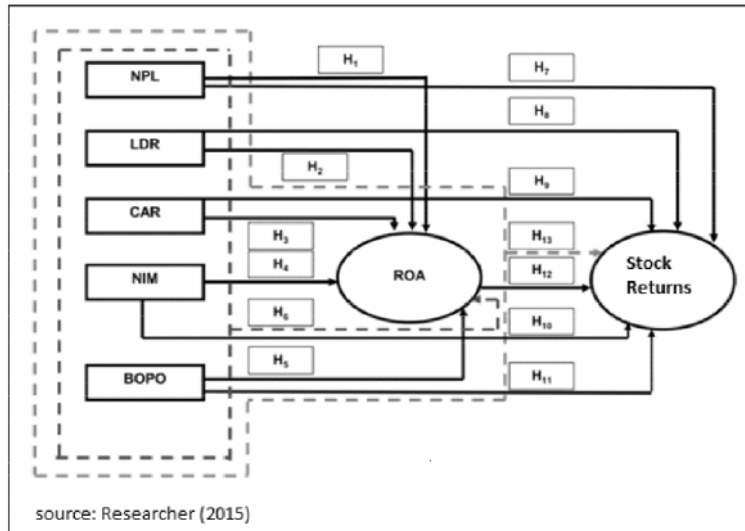 NPL
H1
H7
H8
LDR
H2
H9
CAR
H3
H13
H4
NIM
ROA
H12
Stock
Returns
H6
H10
H5
BOPO
H11
source: Researcher (2015)